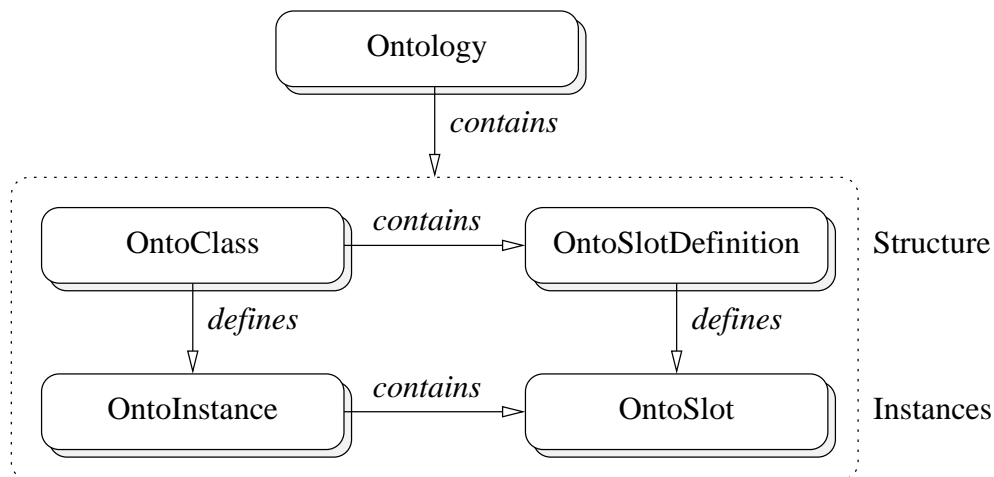 Ontology
contains
contains
OntoClass
OntoSlotDefinition
Structure
defines
defines
contains
OntoInstance
OntoSlot
Instances